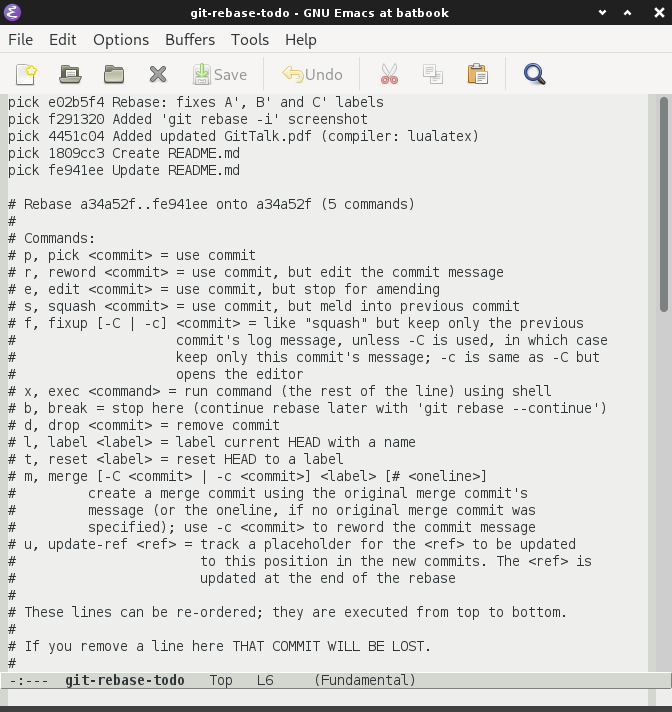 git-rebase-todo - GNU Emacs at batbook
File Edit Options Buffers Tools Help
Save Undo
pick e02b5f4 Rebase: fixes A', B' and C' labels
pick f291320 Added 'git rebase -i' screenshot
pick 4451c04 Added updated GitTalk.pdf (compiler: lualatex)
pick 1809cc3 Create README.md
pick fe941ee Update README.md
# Rebase a34a52f..fe941ee onto a34a52f (5 commands)
#
# Commands:
# p, pick <commit> = use commit
# r, reword <commit> = use commit, but edit the commit message
# e, edit <commit> = use commit, but stop for amending
# s, squash <commit> = use commit, but meld into previous commit
# f, fixup [-C | -c] <commit> = like "squash" but keep only the previous
#                    commit's log message, unless -C is used, in which case
#                    keep only this commit's message; -c is same as -C but
#                    opens the editor
# x, exec <command> = run command (the rest of the line) using shell
# b, break = stop here (continue rebase later with 'git rebase --continue')
# d, drop <commit> = remove commit
# l, label <label> = label current HEAD with a name
# t, reset <label> = reset HEAD to a label
# m, merge [-C <commit> | -c <commit>] <label> [# <oneline>]
#         create a merge commit using the original merge commit's
#         message (or the oneline, if no original merge commit was
#         specified); use -c <commit> to reword the commit message
# u, update-ref <ref> = track a placeholder for the <ref> to be updated
#                       to this position in the new commits. The <ref> is
#                       updated at the end of the rebase
#
# These lines can be re-ordered; they are executed from top to bottom.
#
# If you remove a line here THAT COMMIT WILL BE LOST.
#
-:---  git-rebase-todo   Top   L6     (Fundamental)